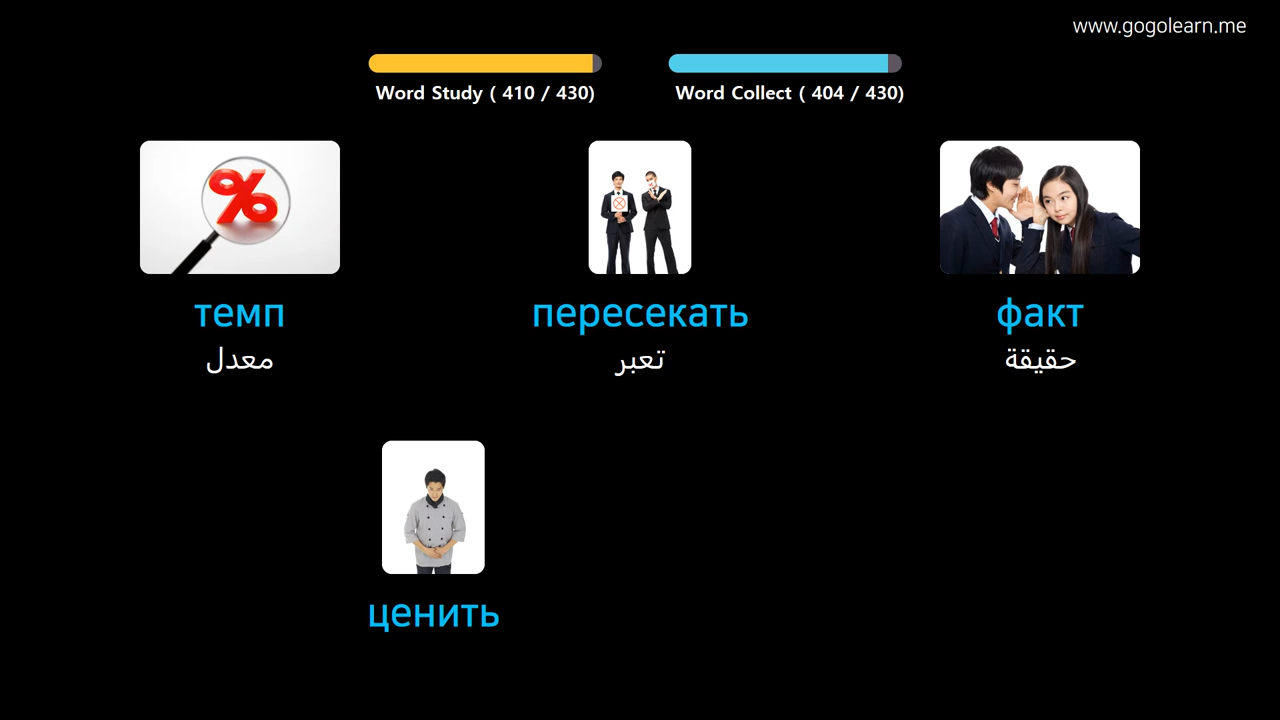 www.gogolearn.me
Word Study ( 410 / 430)
Word Collect ( 404 / 430)
%
темп
معدل
пересекать
تعبر
факт
حقيقة
ценить